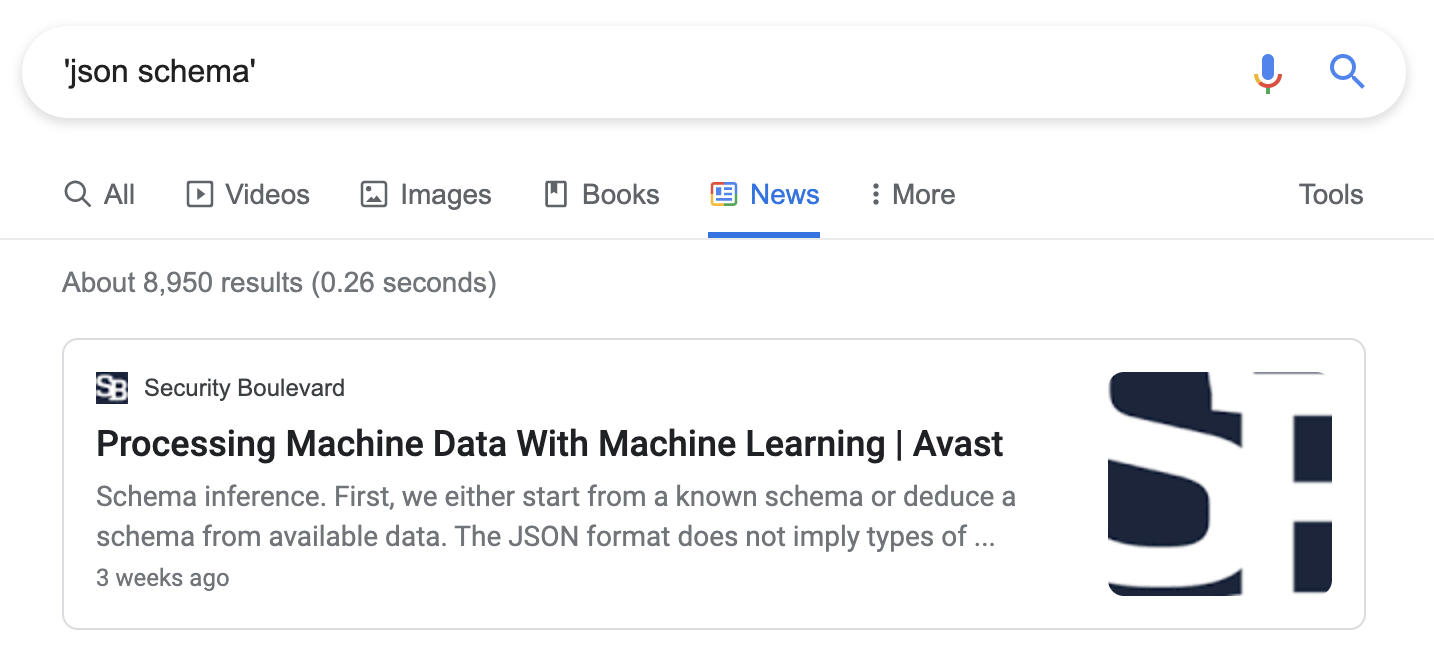 'json schema'
All Videos Images Books News More Tools
About 8,950 results (0.26 seconds)
SB Security Boulevard
Processing Machine Data With Machine Learning | Avast
Schema inference. First, we either start from a known schema or deduce a
schema from available data. The JSON format does not imply types of ...
3 weeks ago